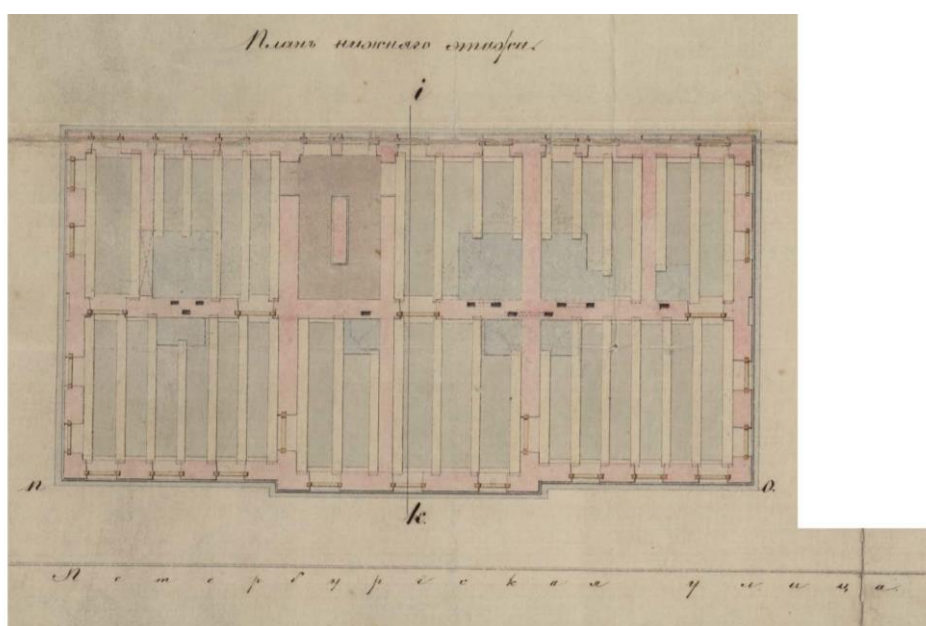 Планъ нижняго этажа.
i
n o.
k.
Петербургская улица.